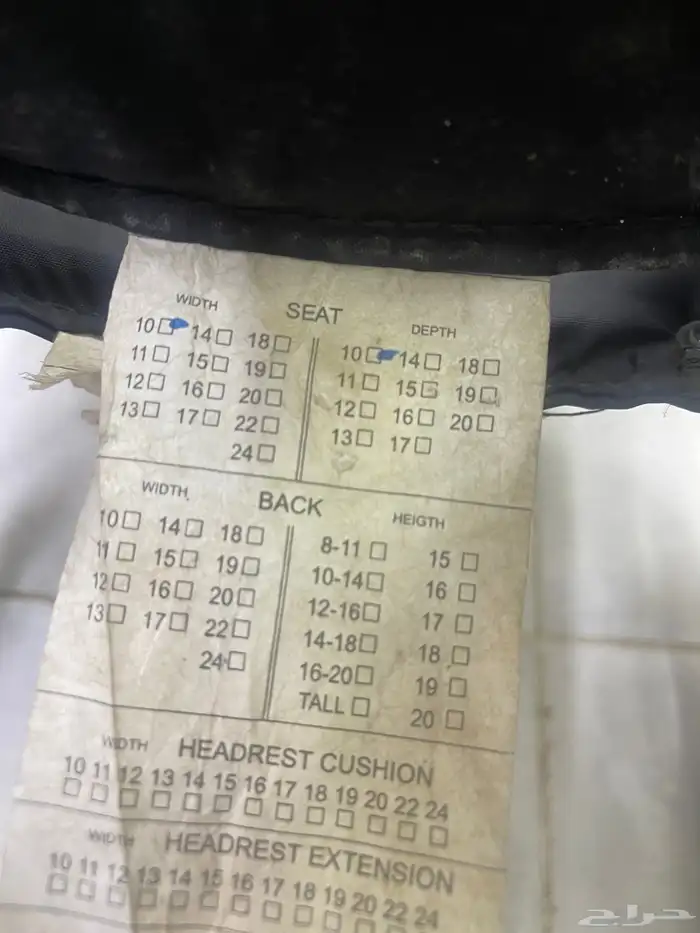 SEAT
WIDTH
10☐ 14☐ 18☐
11☐ 15☐ 19☐
12☐ 16☐ 20☐
13☐ 17☐ 22☐
24☐
DEPTH
10☐ 14☐ 18☐
11☐ 15☐ 19☐
12☐ 16☐ 20☐
13☐ 17☐
BACK
WIDTH
10☐ 14☐ 18☐
11☐ 15☐ 19☐
12☐ 16☐ 20☐
13☐ 17☐ 22☐
24☐
HEIGTH
8-11 ☐ 15 ☐
10-14☐ 16 ☐
12-16☐ 17 ☐
14-18☐ 18 ☐
16-20☐ 19 ☐
TALL ☐ 20 ☐
WIDTH HEADREST CUSHION
10 11 12 13 14 15 16 17 18 19 20 22 24
☐ ☐ ☐ ☐ ☐ ☐ ☐ ☐ ☐ ☐ ☐ ☐ ☐
WIDTH HEADREST EXTENSION
10 11 12 13 14 15 16 17 18 19 20 22 24
☐ ☐ ☐ ☐ ☐ ☐ ☐ ☐ ☐ ☐ ☐ ☐ ☐
حراج